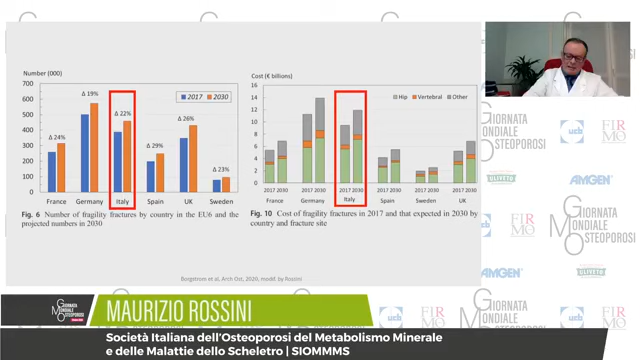 Number (000)
700
600
500
400
300
200
100
0
Δ 24%
Δ 19%
Δ 22%
Δ 29%
Δ 26%
Δ 23%
2017 2030
France Germany Italy Spain UK Sweden
Fig. 6 Number of fragility fractures by country in the EU6 and the
projected numbers in 2030
Cost (€ billions)
16
14
12
10
8
6
4
2
0
Hip Vertebral Other
2017 2030 2017 2030 2017 2030 2017 2030 2017 2030 2017 2030
France Germany Italy Spain Sweden UK
Fig. 10 Cost of fragility fractures in 2017 and that expected in 2030 by
country and fracture site
Borgstrom et al, Arch Ost, 2020, modif. by Rossini
GIORNATA
MONDIALE
OSTEOPOROSI
ucb
FIRMO
ULIVETO
AMGEN
GIORNATA
MONDIALE
OSTEOPOROSI
MAURIZIO ROSSINI
Società Italiana dell'Osteoporosi del Metabolismo Minerale
e delle Malattie dello Scheletro | SIOMMMS